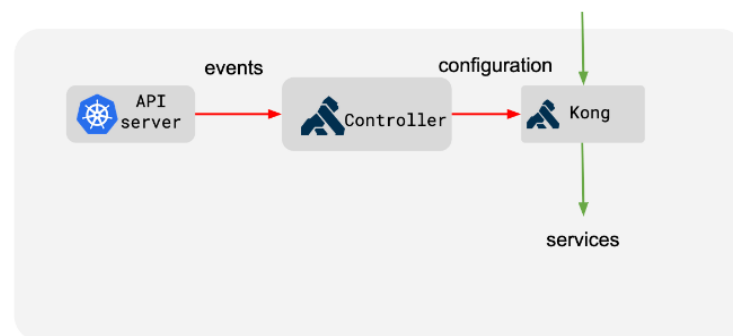 events
configuration
API
server
Controller
Kong
services